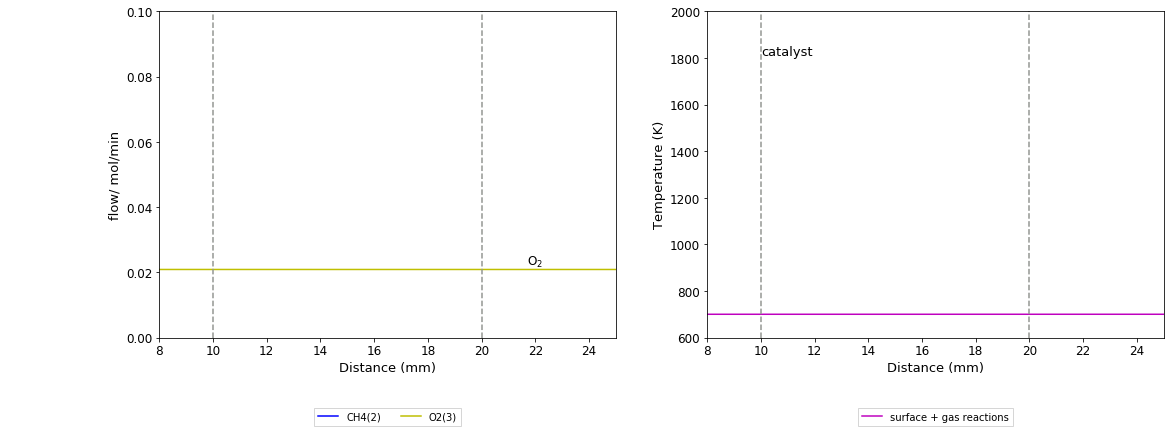 0.10
0.08
0.06
0.04
0.02
0.00
flow/ mol/min
O₂
8 10 12 14 16 18 20 22 24
Distance (mm)
CH4(2) O2(3)
2000
1800
1600
1400
1200
1000
800
600
Temperature (K)
catalyst
8 10 12 14 16 18 20 22 24
Distance (mm)
surface + gas reactions